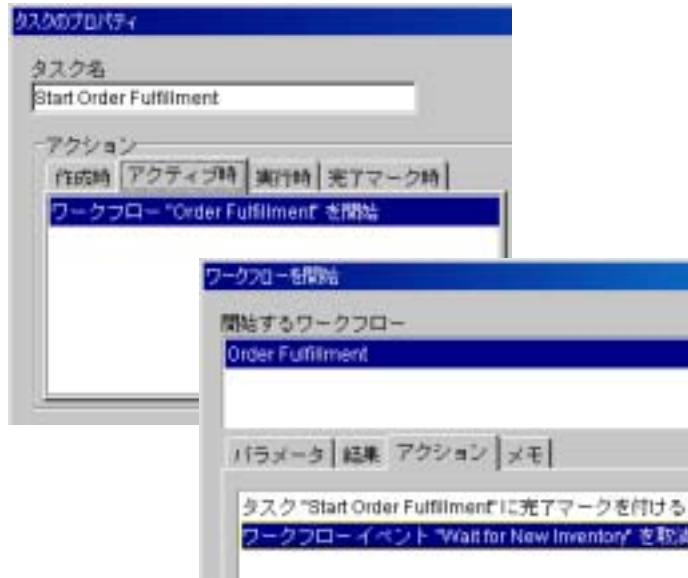 タスクのプロパティ
タスク名
Start Order Fulfillment
アクション
作成時 アクティブ時 実行時 完了マーク時
ワークフロー "Order Fulfillment" を開始
ワークフローを開始
開始するワークフロー
Order Fulfillment
パラメータ 結果 アクション メモ
タスク "Start Order Fulfillment" に完了マークを付ける
ワークフロー イベント "Wait for New Inventory" を取消